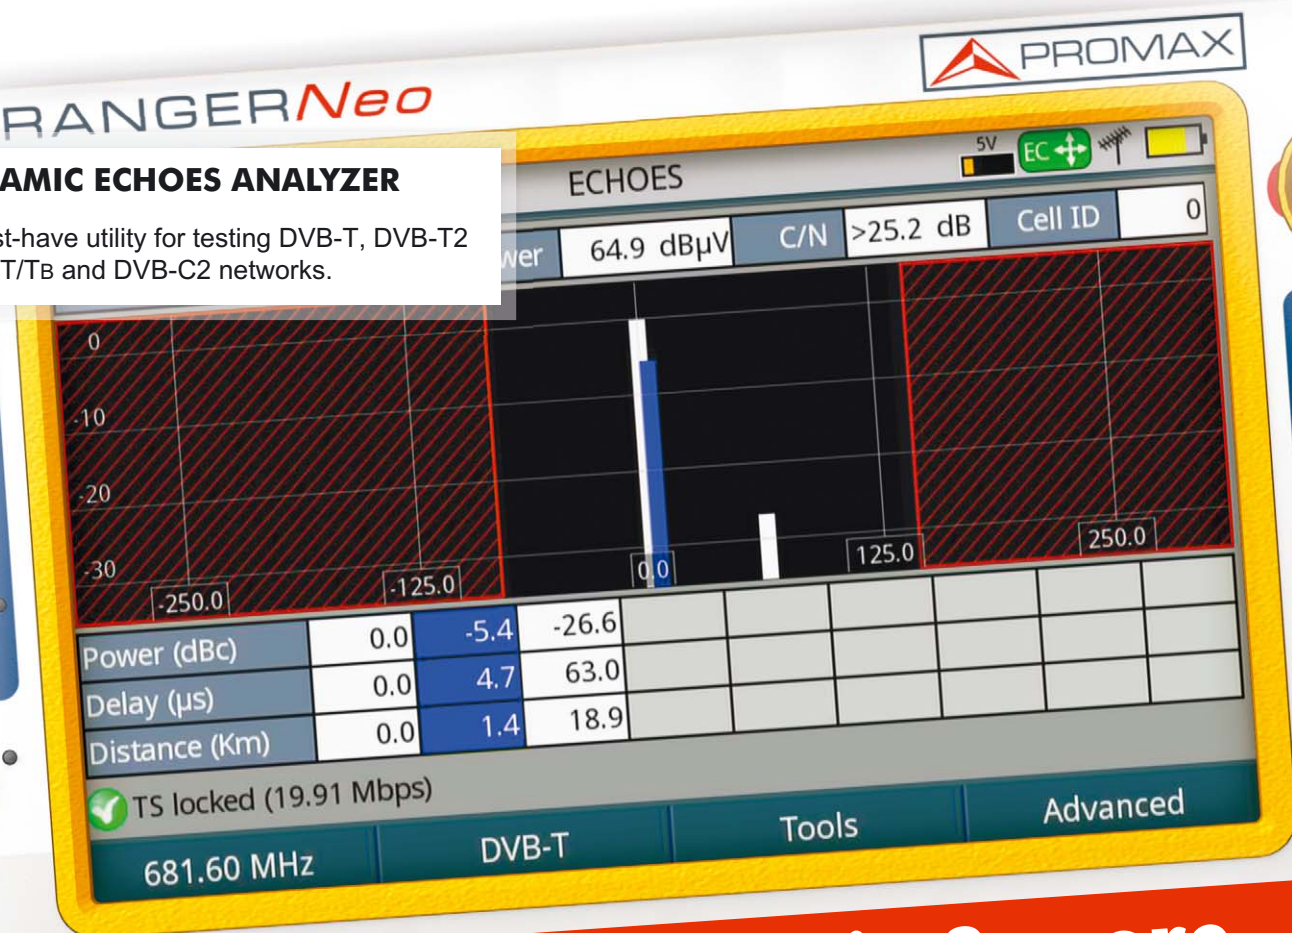 PROMAX
RANGERNeo
AMIC ECHOES ANALYZER
st-have utility for testing DVB-T, DVB-T2
T/TB and DVB-C2 networks.
ECHOES
5V
EC
wer 64.9 dBµV C/N >25.2 dB Cell ID 0
0
-10
-20
-30
-250.0 -125.0 0.0 125.0 250.0
Power (dBc) 0.0 -5.4 -26.6
Delay (µs) 0.0 4.7 63.0
Distance (Km) 0.0 1.4 18.9
TS locked (19.91 Mbps)
681.60 MHz DVB-T Tools Advanced